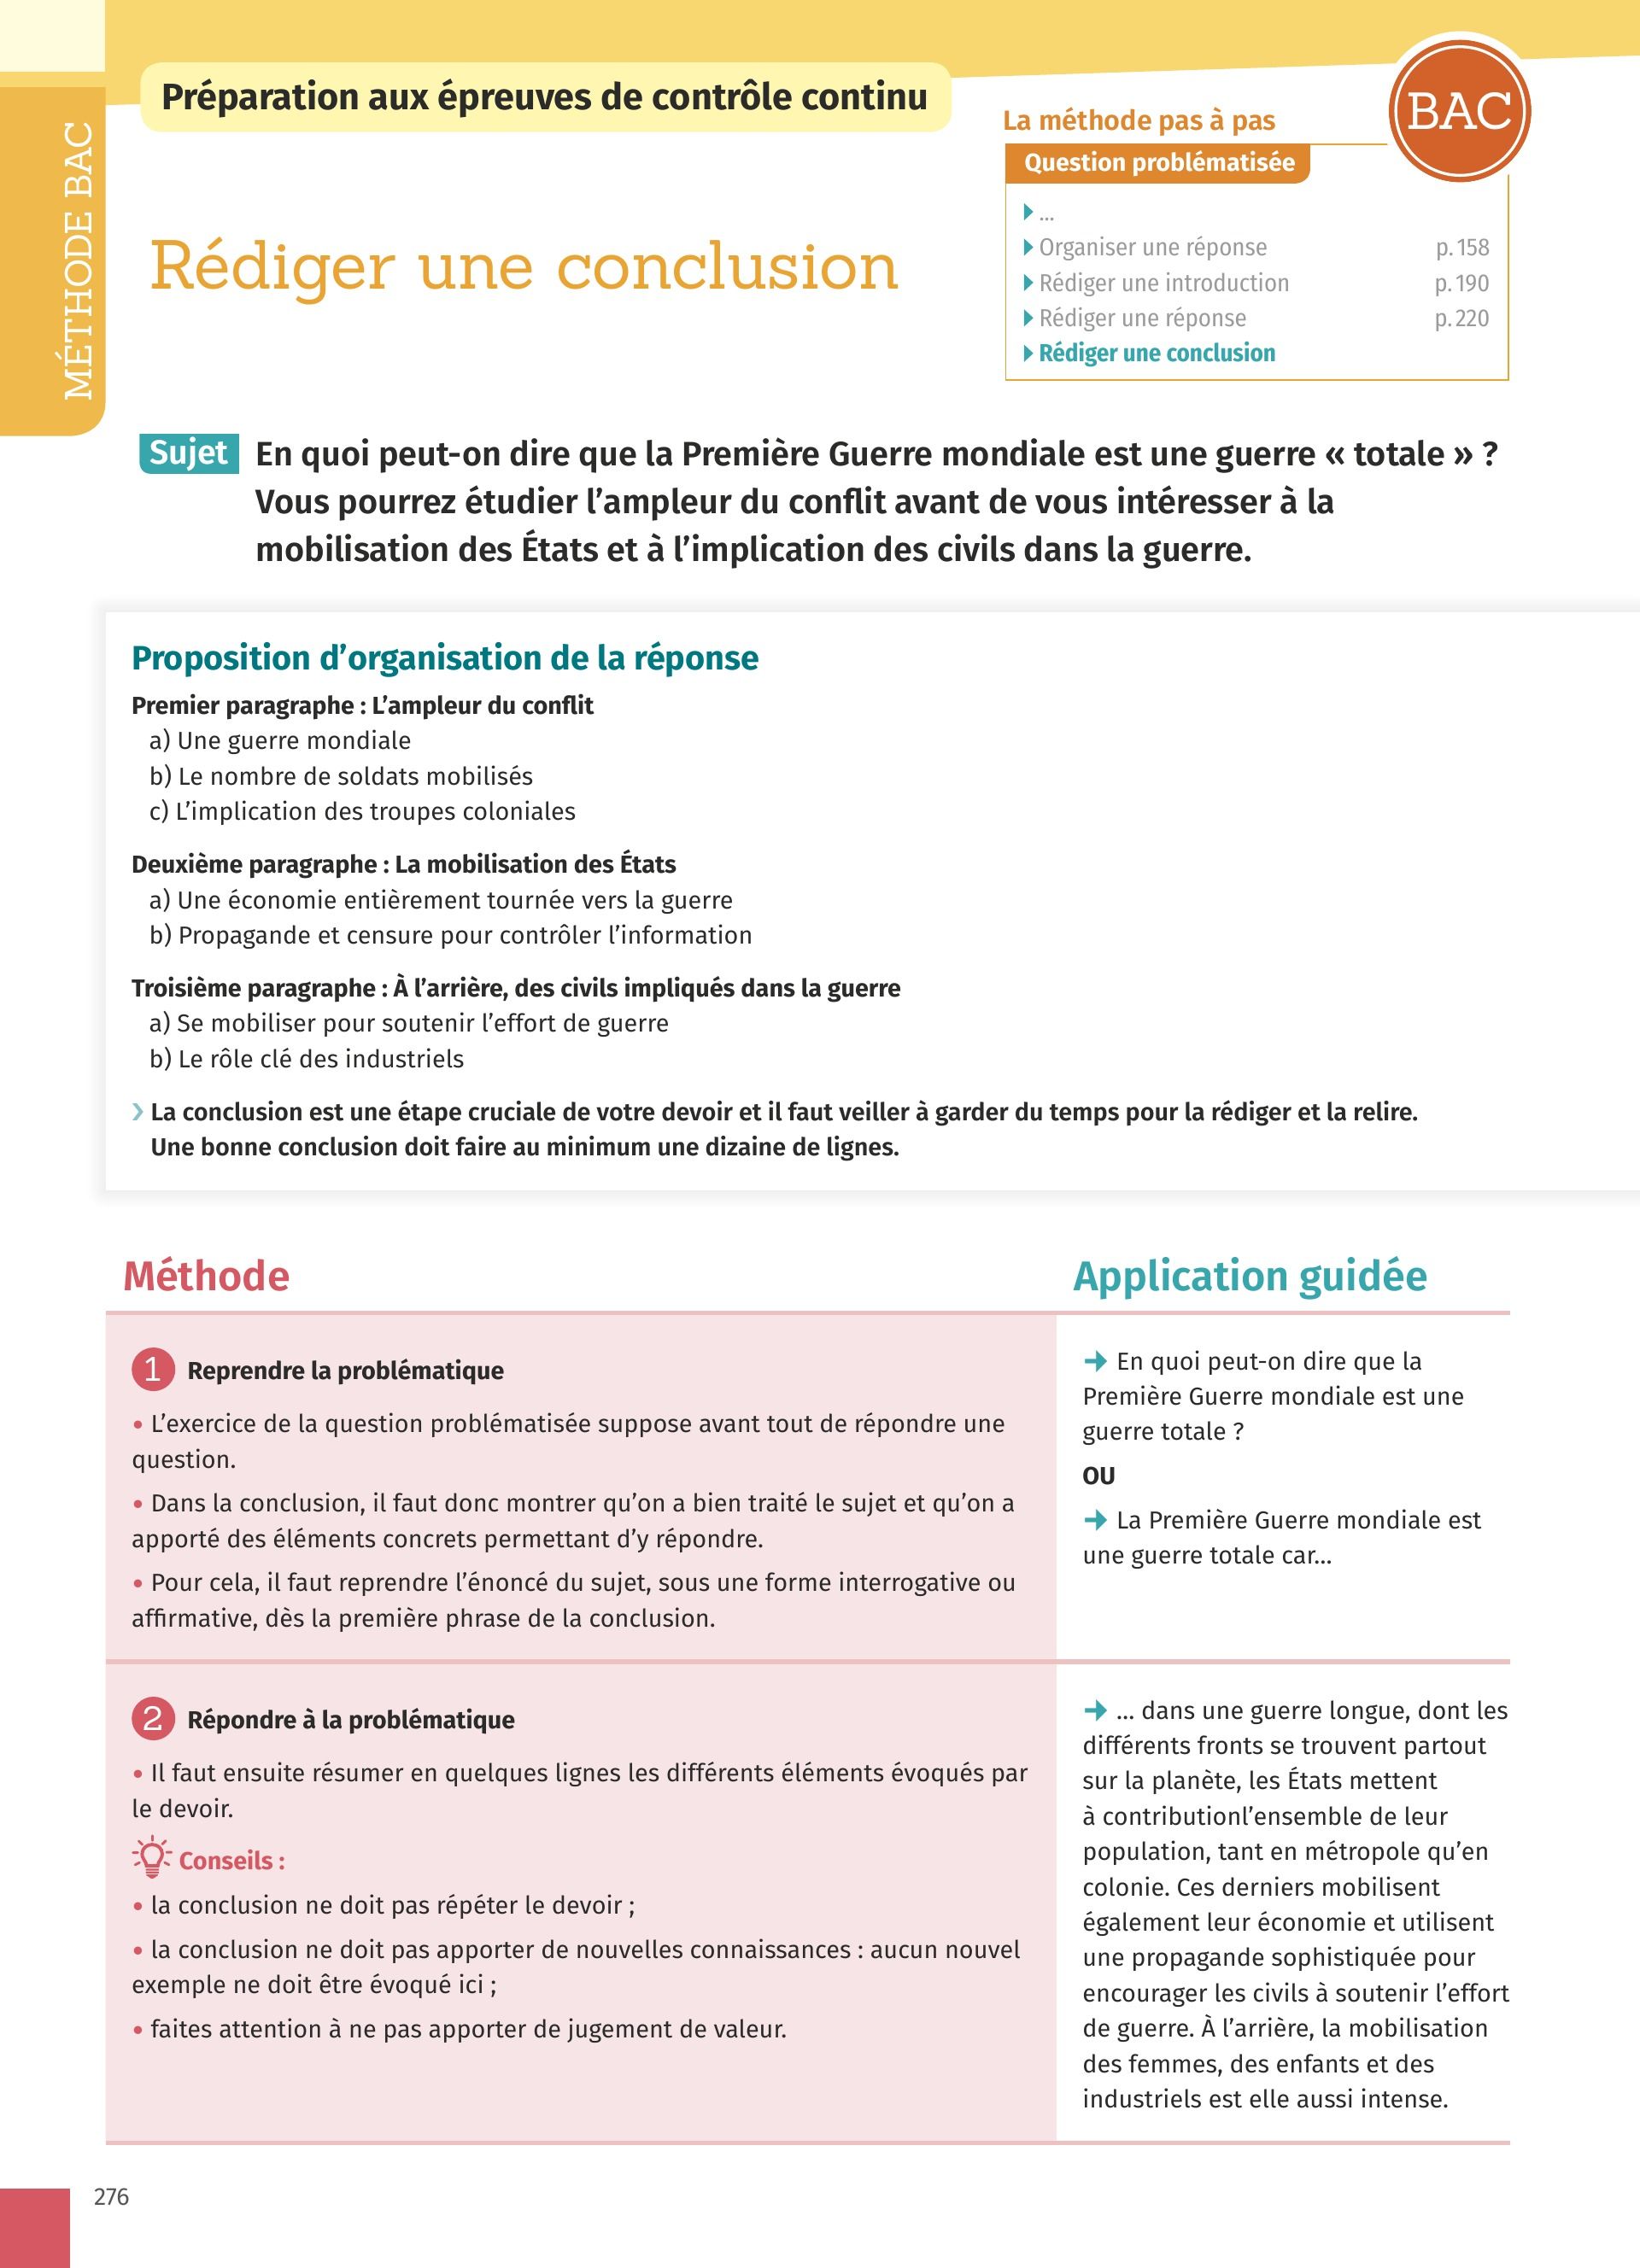 Préparation aux épreuves de contrôle continu
MÉTHODE BAC
BAC
La méthode pas à pas
Question problématisée
...
Organiser une réponse p. 158
Rédiger une introduction p. 190
Rédiger une réponse p. 220
Rédiger une conclusion
Rédiger une conclusion
Sujet En quoi peut-on dire que la Première Guerre mondiale est une guerre « totale » ?
Vous pourrez étudier l’ampleur du conflit avant de vous intéresser à la
mobilisation des États et à l’implication des civils dans la guerre.
Proposition d’organisation de la réponse
Premier paragraphe : L’ampleur du conflit
a) Une guerre mondiale
b) Le nombre de soldats mobilisés
c) L’implication des troupes coloniales
Deuxième paragraphe : La mobilisation des États
a) Une économie entièrement tournée vers la guerre
b) Propagande et censure pour contrôler l’information
Troisième paragraphe : À l’arrière, des civils impliqués dans la guerre
a) Se mobiliser pour soutenir l’effort de guerre
b) Le rôle clé des industriels
› La conclusion est une étape cruciale de votre devoir et il faut veiller à garder du temps pour la rédiger et la relire.
Une bonne conclusion doit faire au minimum une dizaine de lignes.
Méthode
1 Reprendre la problématique
• L’exercice de la question problématisée suppose avant tout de répondre une
question.
• Dans la conclusion, il faut donc montrer qu’on a bien traité le sujet et qu’on a
apporté des éléments concrets permettant d’y répondre.
• Pour cela, il faut reprendre l’énoncé du sujet, sous une forme interrogative ou
affirmative, dès la première phrase de la conclusion.
Application guidée
➔ En quoi peut-on dire que la
Première Guerre mondiale est une
guerre totale ?
OU
➔ La Première Guerre mondiale est
une guerre totale car...
2 Répondre à la problématique
• Il faut ensuite résumer en quelques lignes les différents éléments évoqués par
le devoir.
Conseils :
• la conclusion ne doit pas répéter le devoir ;
• la conclusion ne doit pas apporter de nouvelles connaissances : aucun nouvel
exemple ne doit être évoqué ici ;
• faites attention à ne pas apporter de jugement de valeur.
➔ ... dans une guerre longue, dont les
différents fronts se trouvent partout
sur la planète, les États mettent
à contributionl’ensemble de leur
population, tant en métropole qu’en
colonie. Ces derniers mobilisent
également leur économie et utilisent
une propagande sophistiquée pour
encourager les civils à soutenir l’effort
de guerre. À l’arrière, la mobilisation
des femmes, des enfants et des
industriels est elle aussi intense.
276